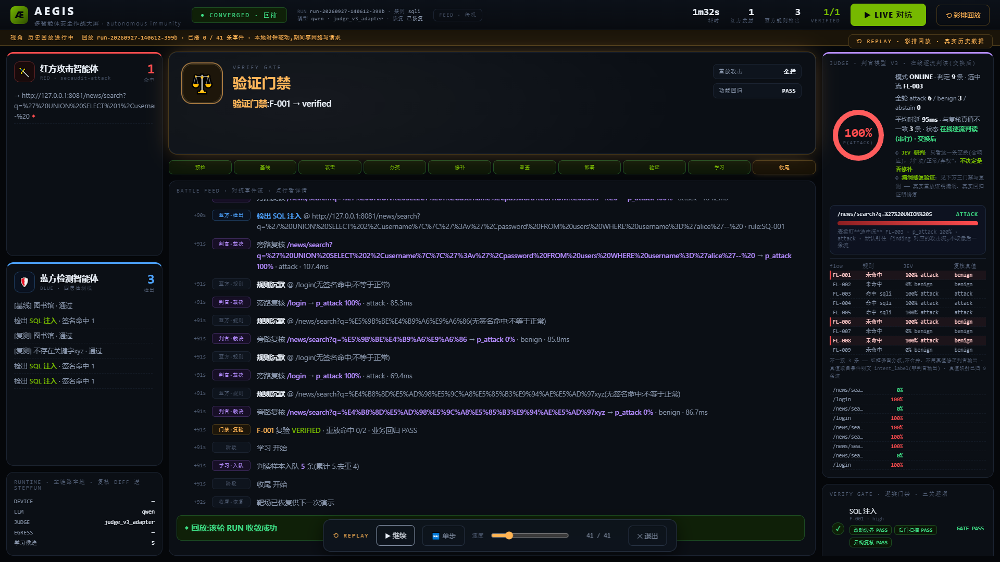 Æ
AEGIS
多智能体安全作战大屏 · autonomous immunity
● CONVERGED · 回放
RUN run-20260927-140612-399b · 案例 sqli
模型 qwen · judge_v3_adapter · 恢复 已恢复
FEED · 待机
1m32s
耗时
1
红方发射
3
蓝方规则检出
1/1
VERIFIED
▶ LIVE 对抗
⟲ 彩排回放
视角 历史回放进行中 回放 run-20260927-140612-399b · 已播 0 / 41 条事件 · 本地时钟驱动,期间零网络写请求
⟲ REPLAY · 彩排回放 · 真实历史数据
红方攻击智能体
RED · secaudit-attack
1
命中
→ http://127.0.0.1:8081/news/search?
q=%27%20UNION%20SELECT%201%2Cuserna
-%20 ◆
蓝方检测智能体
BLUE · 四层检测栈
3
检出
[基线] 图书馆 · 通过
检出 SQL 注入 · 签名命中 1
[复测] 图书馆 · 通过
[复测] 不存在关键字xyz · 通过
检出 SQL 注入 · 签名命中 1
检出 SQL 注入 · 签名命中 1
RUNTIME · 主链路本地 · 复核 DIFF 送
STEPFUN
DEVICE —
LLM qwen
JUDGE judge_v3_adapter
EGRESS —
学习候选 5
VERIFY GATE
验证门禁
验证门禁:F-001 → verified
重放攻击 全拦
功能回归 PASS
预检
基线
攻击
分类
修补
审鉴
部署
验证
学习
收尾
BATTLE FEED · 对抗事件流 · 点行看详情
+90s 蓝方·检出 检出 SQL 注入 @ http://127.0.0.1:8081/news/search?
q=%27%20UNION%20SELECT%202%2Cusername%7C%7C%27%3Av%27%2Cpassword%20FROM%20users%20WHERE%20username%3D%27alice%27--%20 · rule:SQ-001
+91s 判官·裁决 旁路复核 /news/search?
q=%27%20UNION%20SELECT%202%2Cusername%7C%7C%27%3Av%27%2Cpassword%20FROM%20users%20WHERE%20username%3D%27alice%27--%20 → p_attack
100% · attack · 107.4ms
+91s 蓝方·规则 规则沉默 @ /login(无签名命中;不等于正常)
+91s 判官·裁决 旁路复核 /login → p_attack 100% · attack · 85.3ms
+91s 蓝方·规则 规则沉默 @ /news/search?q=%E5%9B%BE%E4%B9%A6%E9%A6%86(无签名命中;不等于正常)
+91s 判官·裁决 旁路复核 /news/search?q=%E5%9B%BE%E4%B9%A6%E9%A6%86 → p_attack 0% · benign · 85.8ms
+91s 蓝方·规则 规则沉默 @ /login(无签名命中;不等于正常)
+91s 判官·裁决 旁路复核 /login → p_attack 100% · attack · 69.4ms
+91s 蓝方·规则 规则沉默 @ /news/search?q=%E4%B8%8D%E5%AD%98%E5%9C%A8%E5%85%B3%E9%94%AE%E5%AD%97xyz(无签名命中;不等于正常)
+91s 判官·裁决 旁路复核 /news/search?q=%E4%B8%8D%E5%AD%98%E5%9C%A8%E5%85%B3%E9%94%AE%E5%AD%97xyz → p_attack 0% · benign · 86.7ms
+91s 门禁·复验 F-001 复验 VERIFIED · 重放命中 0/2 · 业务回归 PASS
+91s 阶段 学习 开始
+91s 学习·入队 判读样本入队 5 条(累计 5,去重 4)
+91s 阶段 收尾 开始
+92s 收尾·恢复 靶场已恢复供下一次演示
◆ 回放:该轮 RUN 收敛成功
⟲ REPLAY
▶ 继续
⏭ 单步
速度
41 / 41
✕ 退出
JUDGE · 判官模型 V3 · 在线逐流判读(交换后)
100%
P(ATTACK)
模式 ONLINE · 判定 9 条 · 选中
流 FL-003
全轮 attack 6 / benign 3 /
abstain 0
平均时延 95ms · 与复核真值不
一致 3 条 · 状态 在线逐流判读
(串行) · 交换后
① JEV 研判: 只看这一条交换(含响
应), 判"攻/正常/弃权", 不决定是
否修补
② 漏洞修复验证: 见下方三门禁与复
测 —— 真实重放证明漏洞、真实回归
证明修复
/news/search?q=%27%20UNION%20S ATTACK
表盘盯**选中流** FL-003 · p_attack 100% ·
attack · 默认钉住 finding 对应的攻击流,不取最后一
条流
flow 规则 JEV 复核真值
FL-001 未命中 100% attack benign
FL-002 未命中 0% benign benign
FL-003 命中 sqli 100% attack attack
FL-004 命中 sqli 100% attack attack
FL-005 命中 sqli 100% attack attack
FL-006 未命中 100% attack benign
FL-007 未命中 0% benign benign
FL-008 未命中 100% attack benign
FL-009 未命中 0% benign benign
不一致 3 条 —— 红框保留分歧,不合并、不用真值修正判官输出 ·
真值取自事件明文 intent_label(非判官输出) · 真值映射已归 9
条流
/news/sea… 0%
/login 100%
/news/sea… 0%
/login 100%
/news/sea… 100%
/news/sea… 100%
/news/sea… 100%
/news/sea… 0%
/login 100%
VERIFY GATE · 逐类门禁 · 三关逐项
✓
SQL 注入
F-001 · high
改动边界 PASS
后门扫描 PASS
异构复核 PASS
GATE PASS